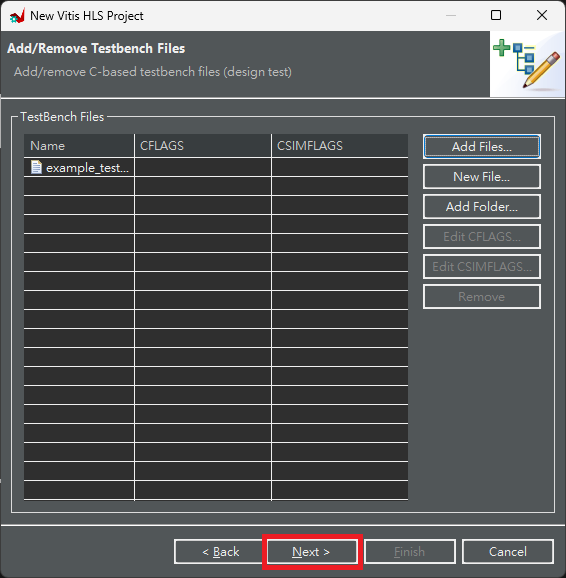 New Vitis HLS Project
Add/Remove Testbench Files
Add/remove C-based testbench files (design test)
TestBench Files
Name CFLAGS CSIMFLAGS
example_test...
Add Files...
New File...
Add Folder...
Edit CFLAGS...
Edit CSIMFLAGS...
Remove
< Back Next > Finish Cancel